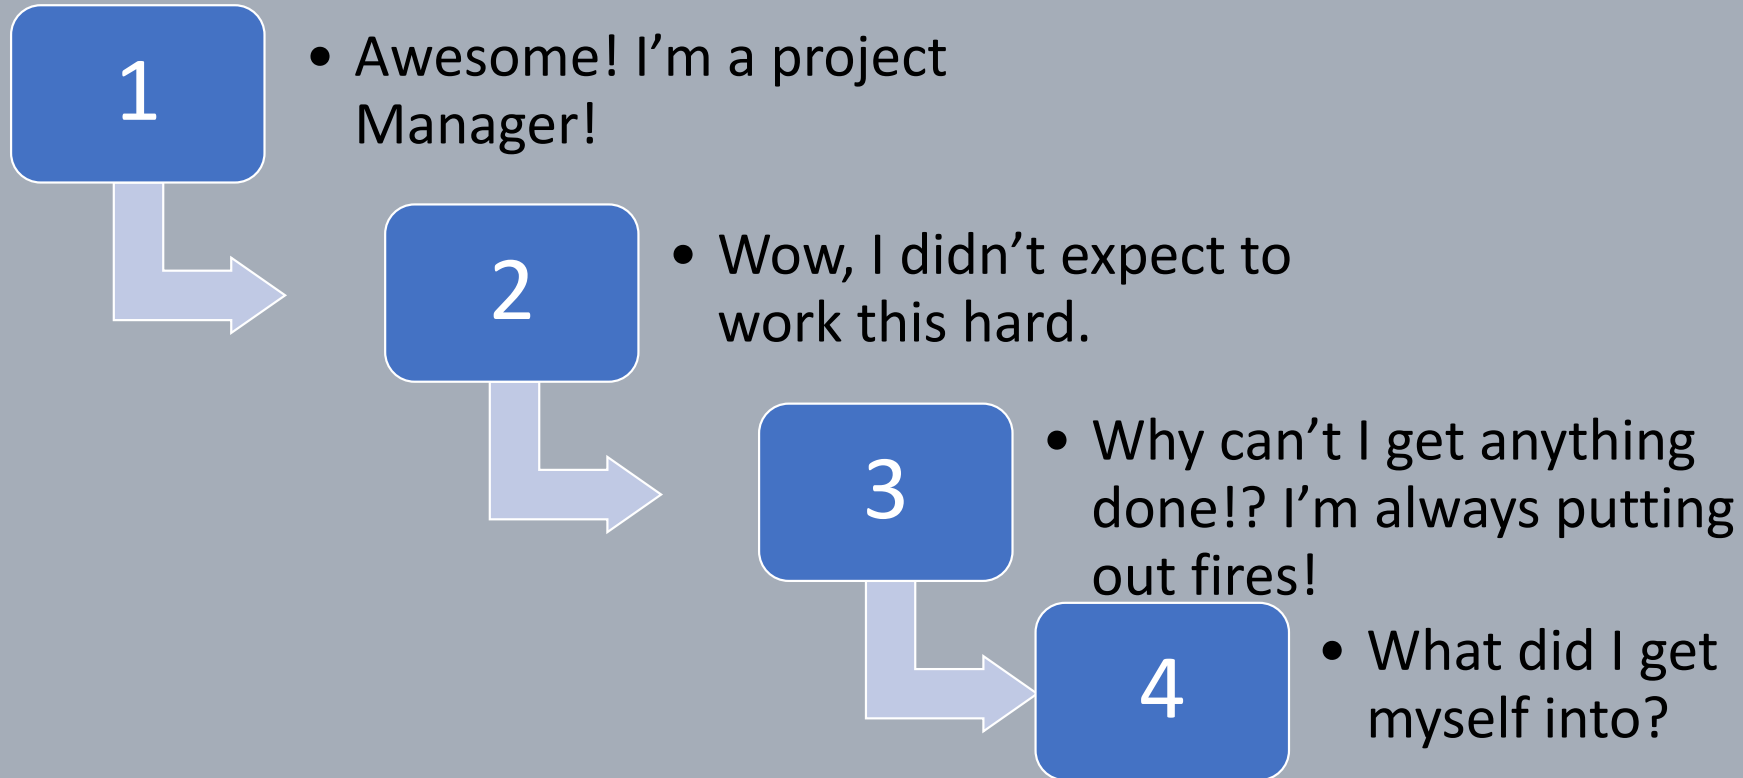 1
• Awesome! I'm a project
Manager!
2
• Wow, I didn't expect to
work this hard.
3
• Why can't I get anything
done!? I'm always putting
out fires!
4
• What did I get
myself into?